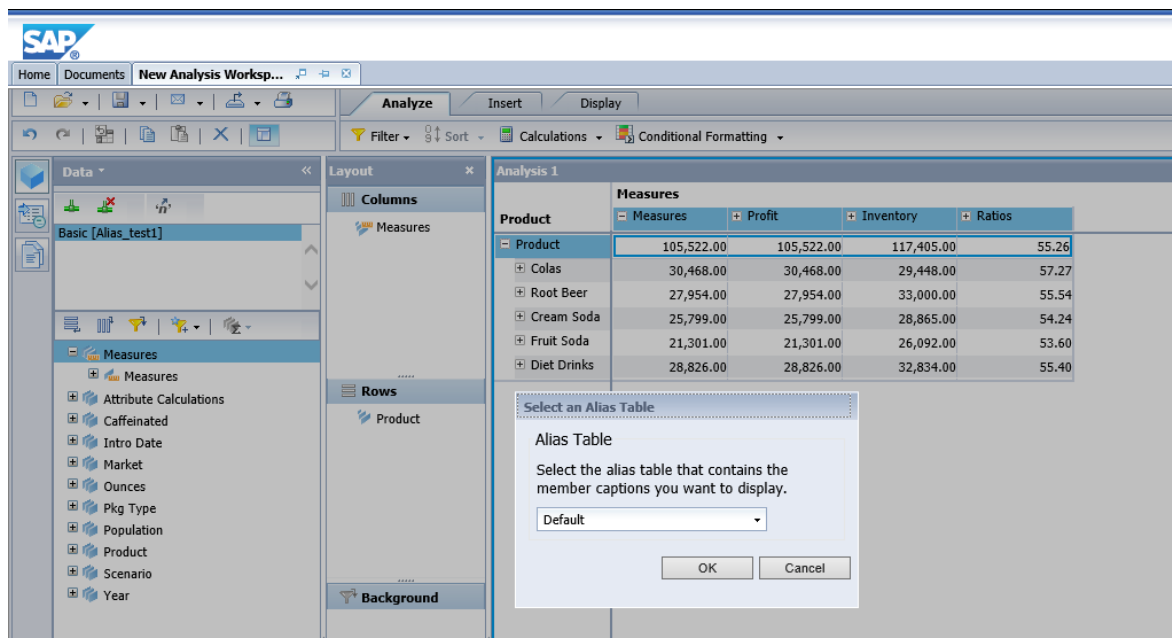 SAP®
Home Documents New Analysis Worksp...
Analyze Insert Display
Filter Sort Calculations Conditional Formatting
Data
Basic [Alias_test1]
Measures
Measures
Attribute Calculations
Caffeinated
Intro Date
Market
Ounces
Pkg Type
Population
Product
Scenario
Year
Layout
Columns
Measures
Rows
Product
Background
Analysis 1
Measures
Product Measures Profit Inventory Ratios
Product 105,522.00 105,522.00 117,405.00 55.26
Colas 30,468.00 30,468.00 29,448.00 57.27
Root Beer 27,954.00 27,954.00 33,000.00 55.54
Cream Soda 25,799.00 25,799.00 28,865.00 54.24
Fruit Soda 21,301.00 21,301.00 26,092.00 53.60
Diet Drinks 28,826.00 28,826.00 32,834.00 55.40
Select an Alias Table
Alias Table
Select the alias table that contains the
member captions you want to display.
Default
OK Cancel